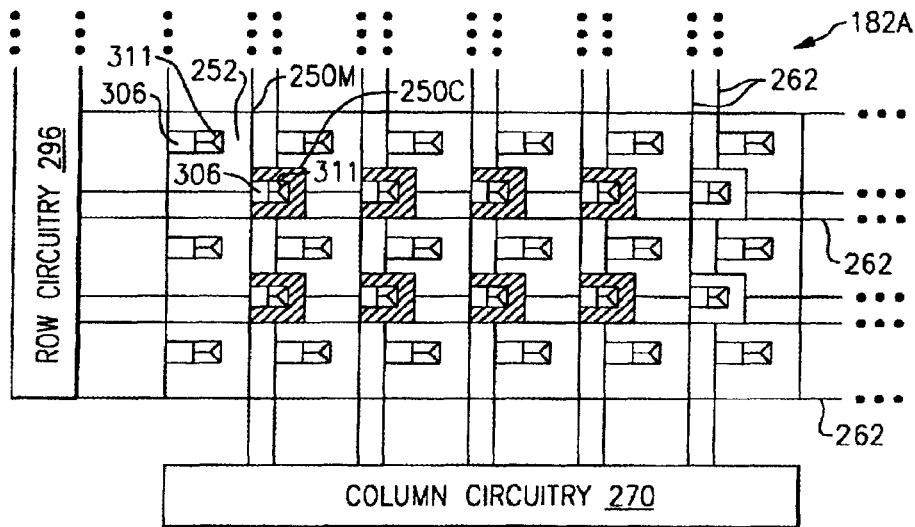 182A
311
252
250M
250C
262
306
306
311
ROW CIRCUITRY 296
262
262
COLUMN CIRCUITRY 270